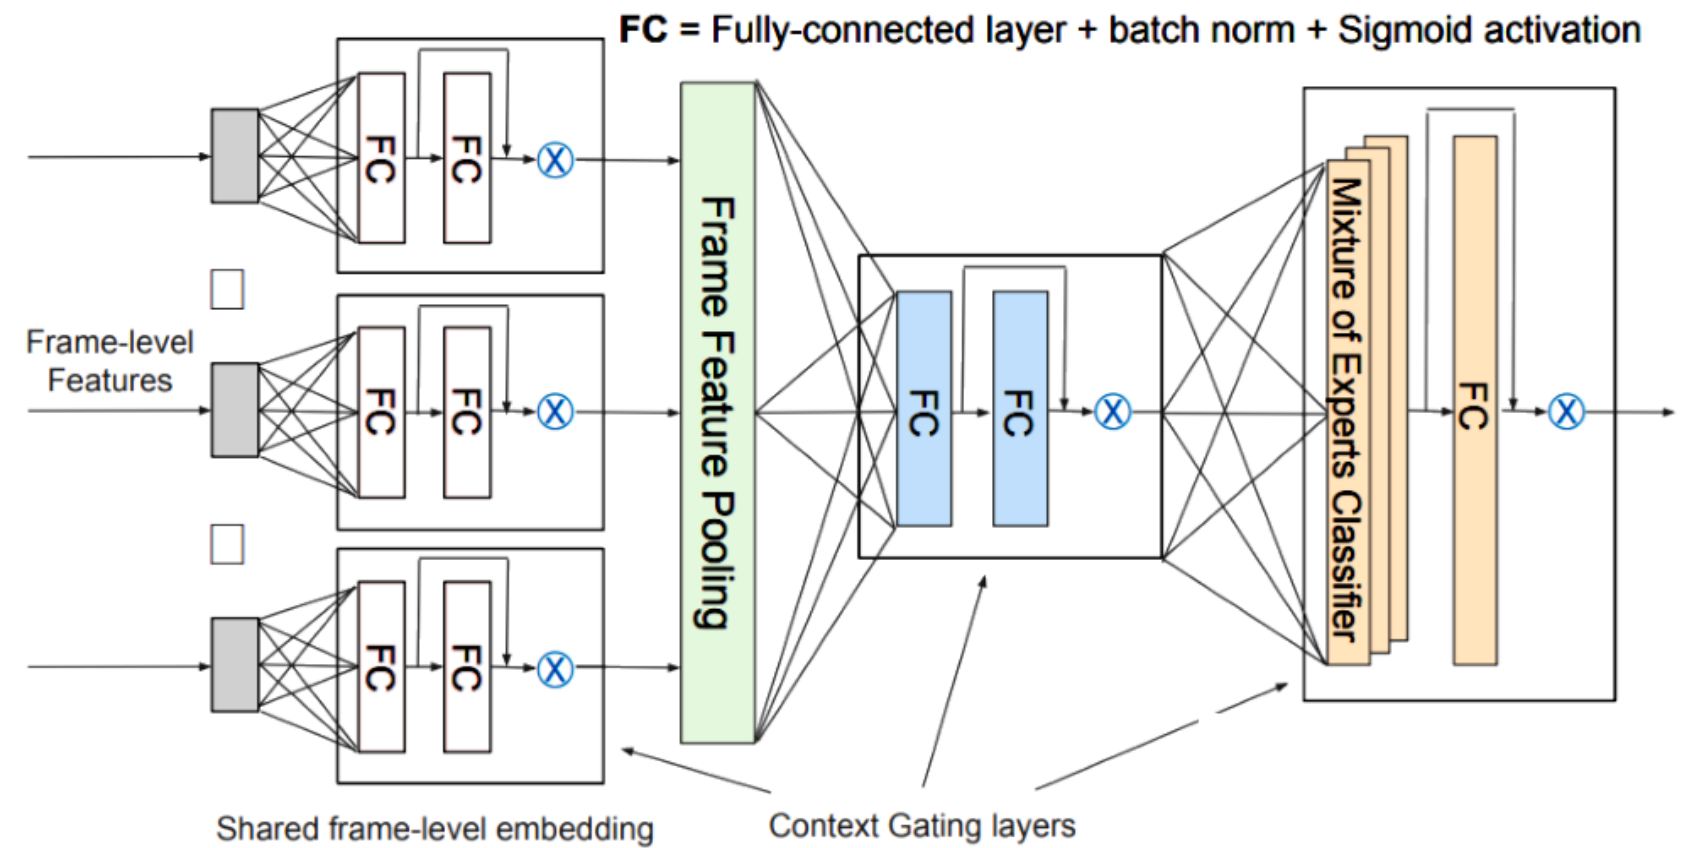 FC = Fully-connected layer + batch norm + Sigmoid activation
FC
FC
X
Frame-level
Features
FC
FC
X
FC
FC
X
Shared frame-level embedding
Frame Feature Pooling
FC
FC
X
Context Gating layers
Mixture of Experts Classifier
FC
X